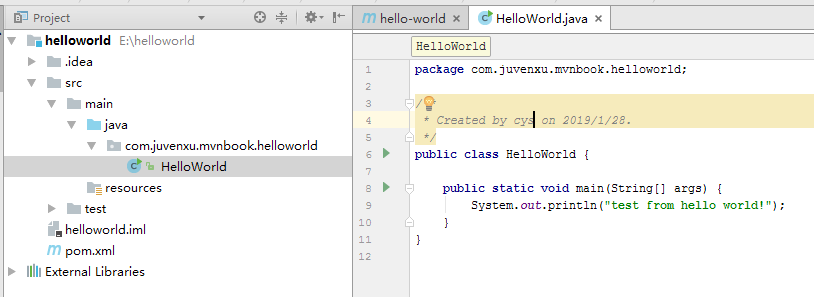 Project
helloworld E:\helloworld
.idea
src
main
java
com.juvenxu.mvnbook.helloworld
HelloWorld
resources
test
helloworld.iml
pom.xml
External Libraries
hello-world
HelloWorld.java
HelloWorld
1 package com.juvenxu.mvnbook.helloworld;
2
3 /**
4 * Created by cys on 2019/1/28.
5 */
6 public class HelloWorld {
7
8 public static void main(String[] args) {
9 System.out.println("test from hello world!");
10 }
11 }
12